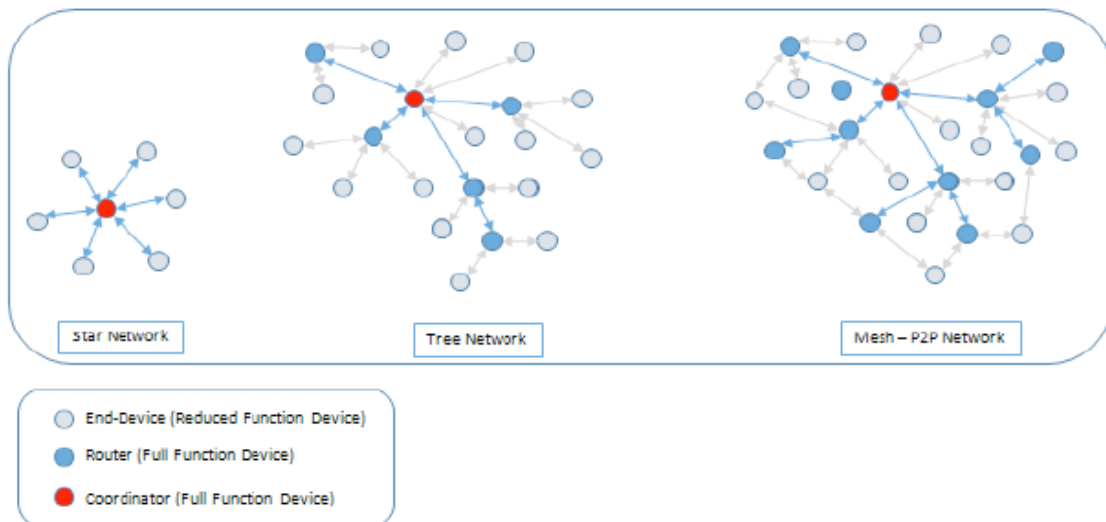 Star Network
Tree Network
Mesh – P2P Network
End-Device (Reduced Function Device)
Router (Full Function Device)
Coordinator (Full Function Device)